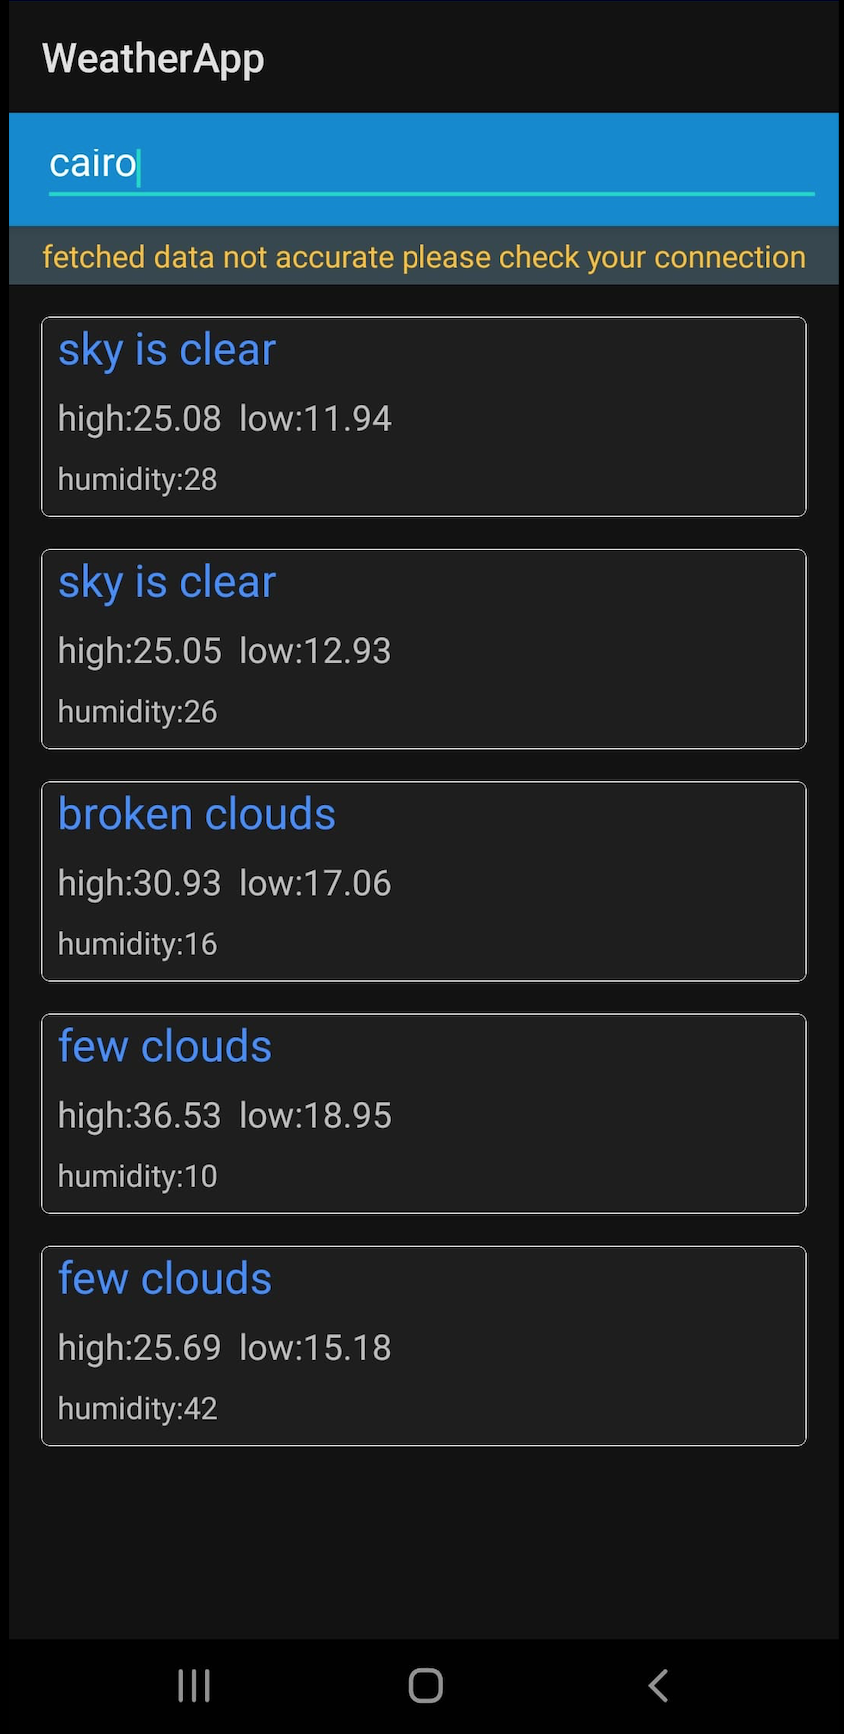 WeatherApp
cairo
fetched data not accurate please check your connection
sky is clear
high:25.08 low:11.94
humidity:28
sky is clear
high:25.05 low:12.93
humidity:26
broken clouds
high:30.93 low:17.06
humidity:16
few clouds
high:36.53 low:18.95
humidity:10
few clouds
high:25.69 low:15.18
humidity:42